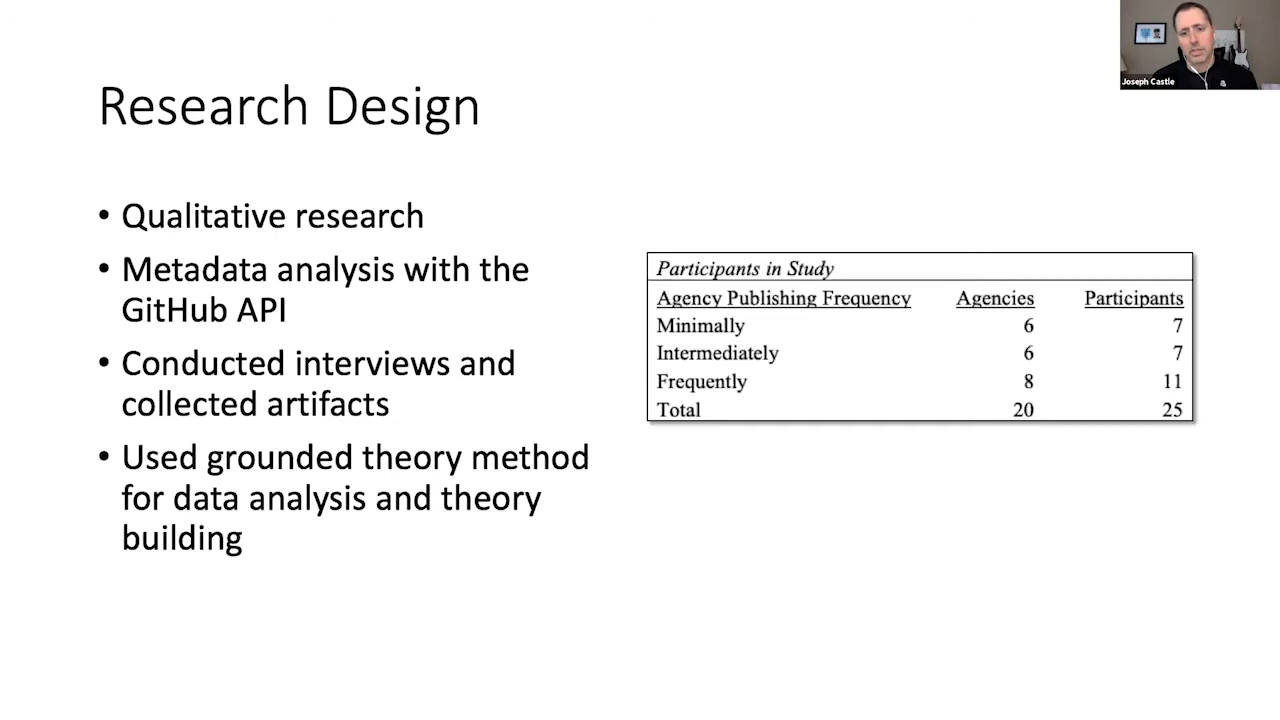 Joseph Castle
Research Design
• Qualitative research
• Metadata analysis with the
GitHub API
• Conducted interviews and
collected artifacts
• Used grounded theory method
for data analysis and theory
building
Participants in Study
Agency Publishing Frequency Agencies Participants
Minimally 6 7
Intermediately 6 7
Frequently 8 11
Total 20 25